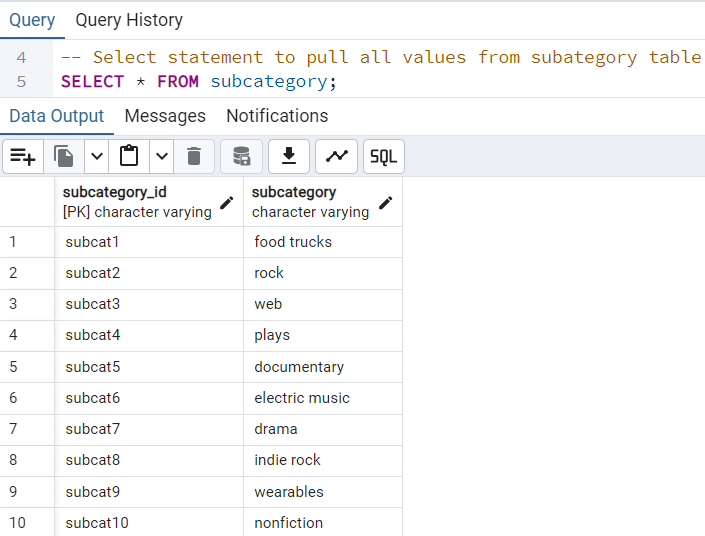 Query Query History
4 -- Select statement to pull all values from subategory table
5 SELECT * FROM subcategory;
Data Output Messages Notifications
SQL
subcategory_id subcategory
[PK] character varying character varying
1 subcat1 food trucks
2 subcat2 rock
3 subcat3 web
4 subcat4 plays
5 subcat5 documentary
6 subcat6 electric music
7 subcat7 drama
8 subcat8 indie rock
9 subcat9 wearables
10 subcat10 nonfiction